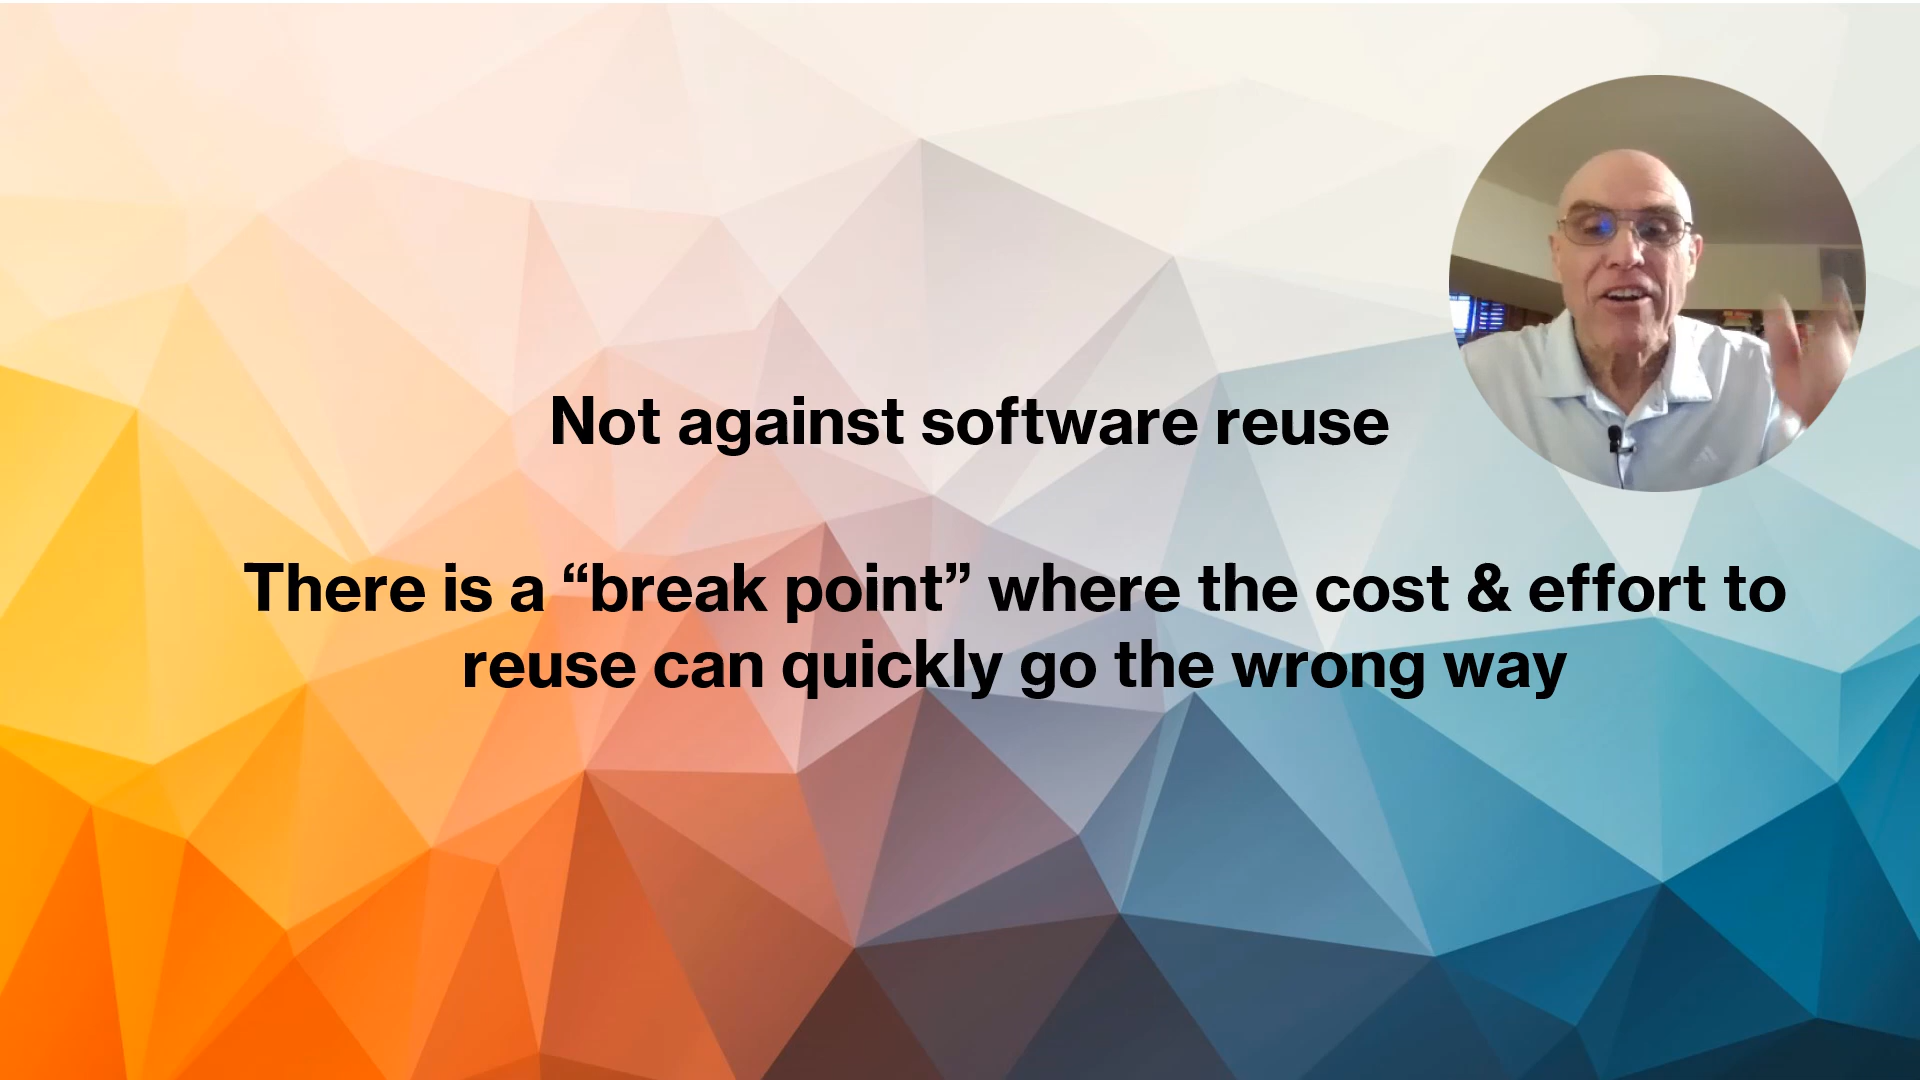 Not against software reuse
There is a “break point” where the cost & effort to
reuse can quickly go the wrong way